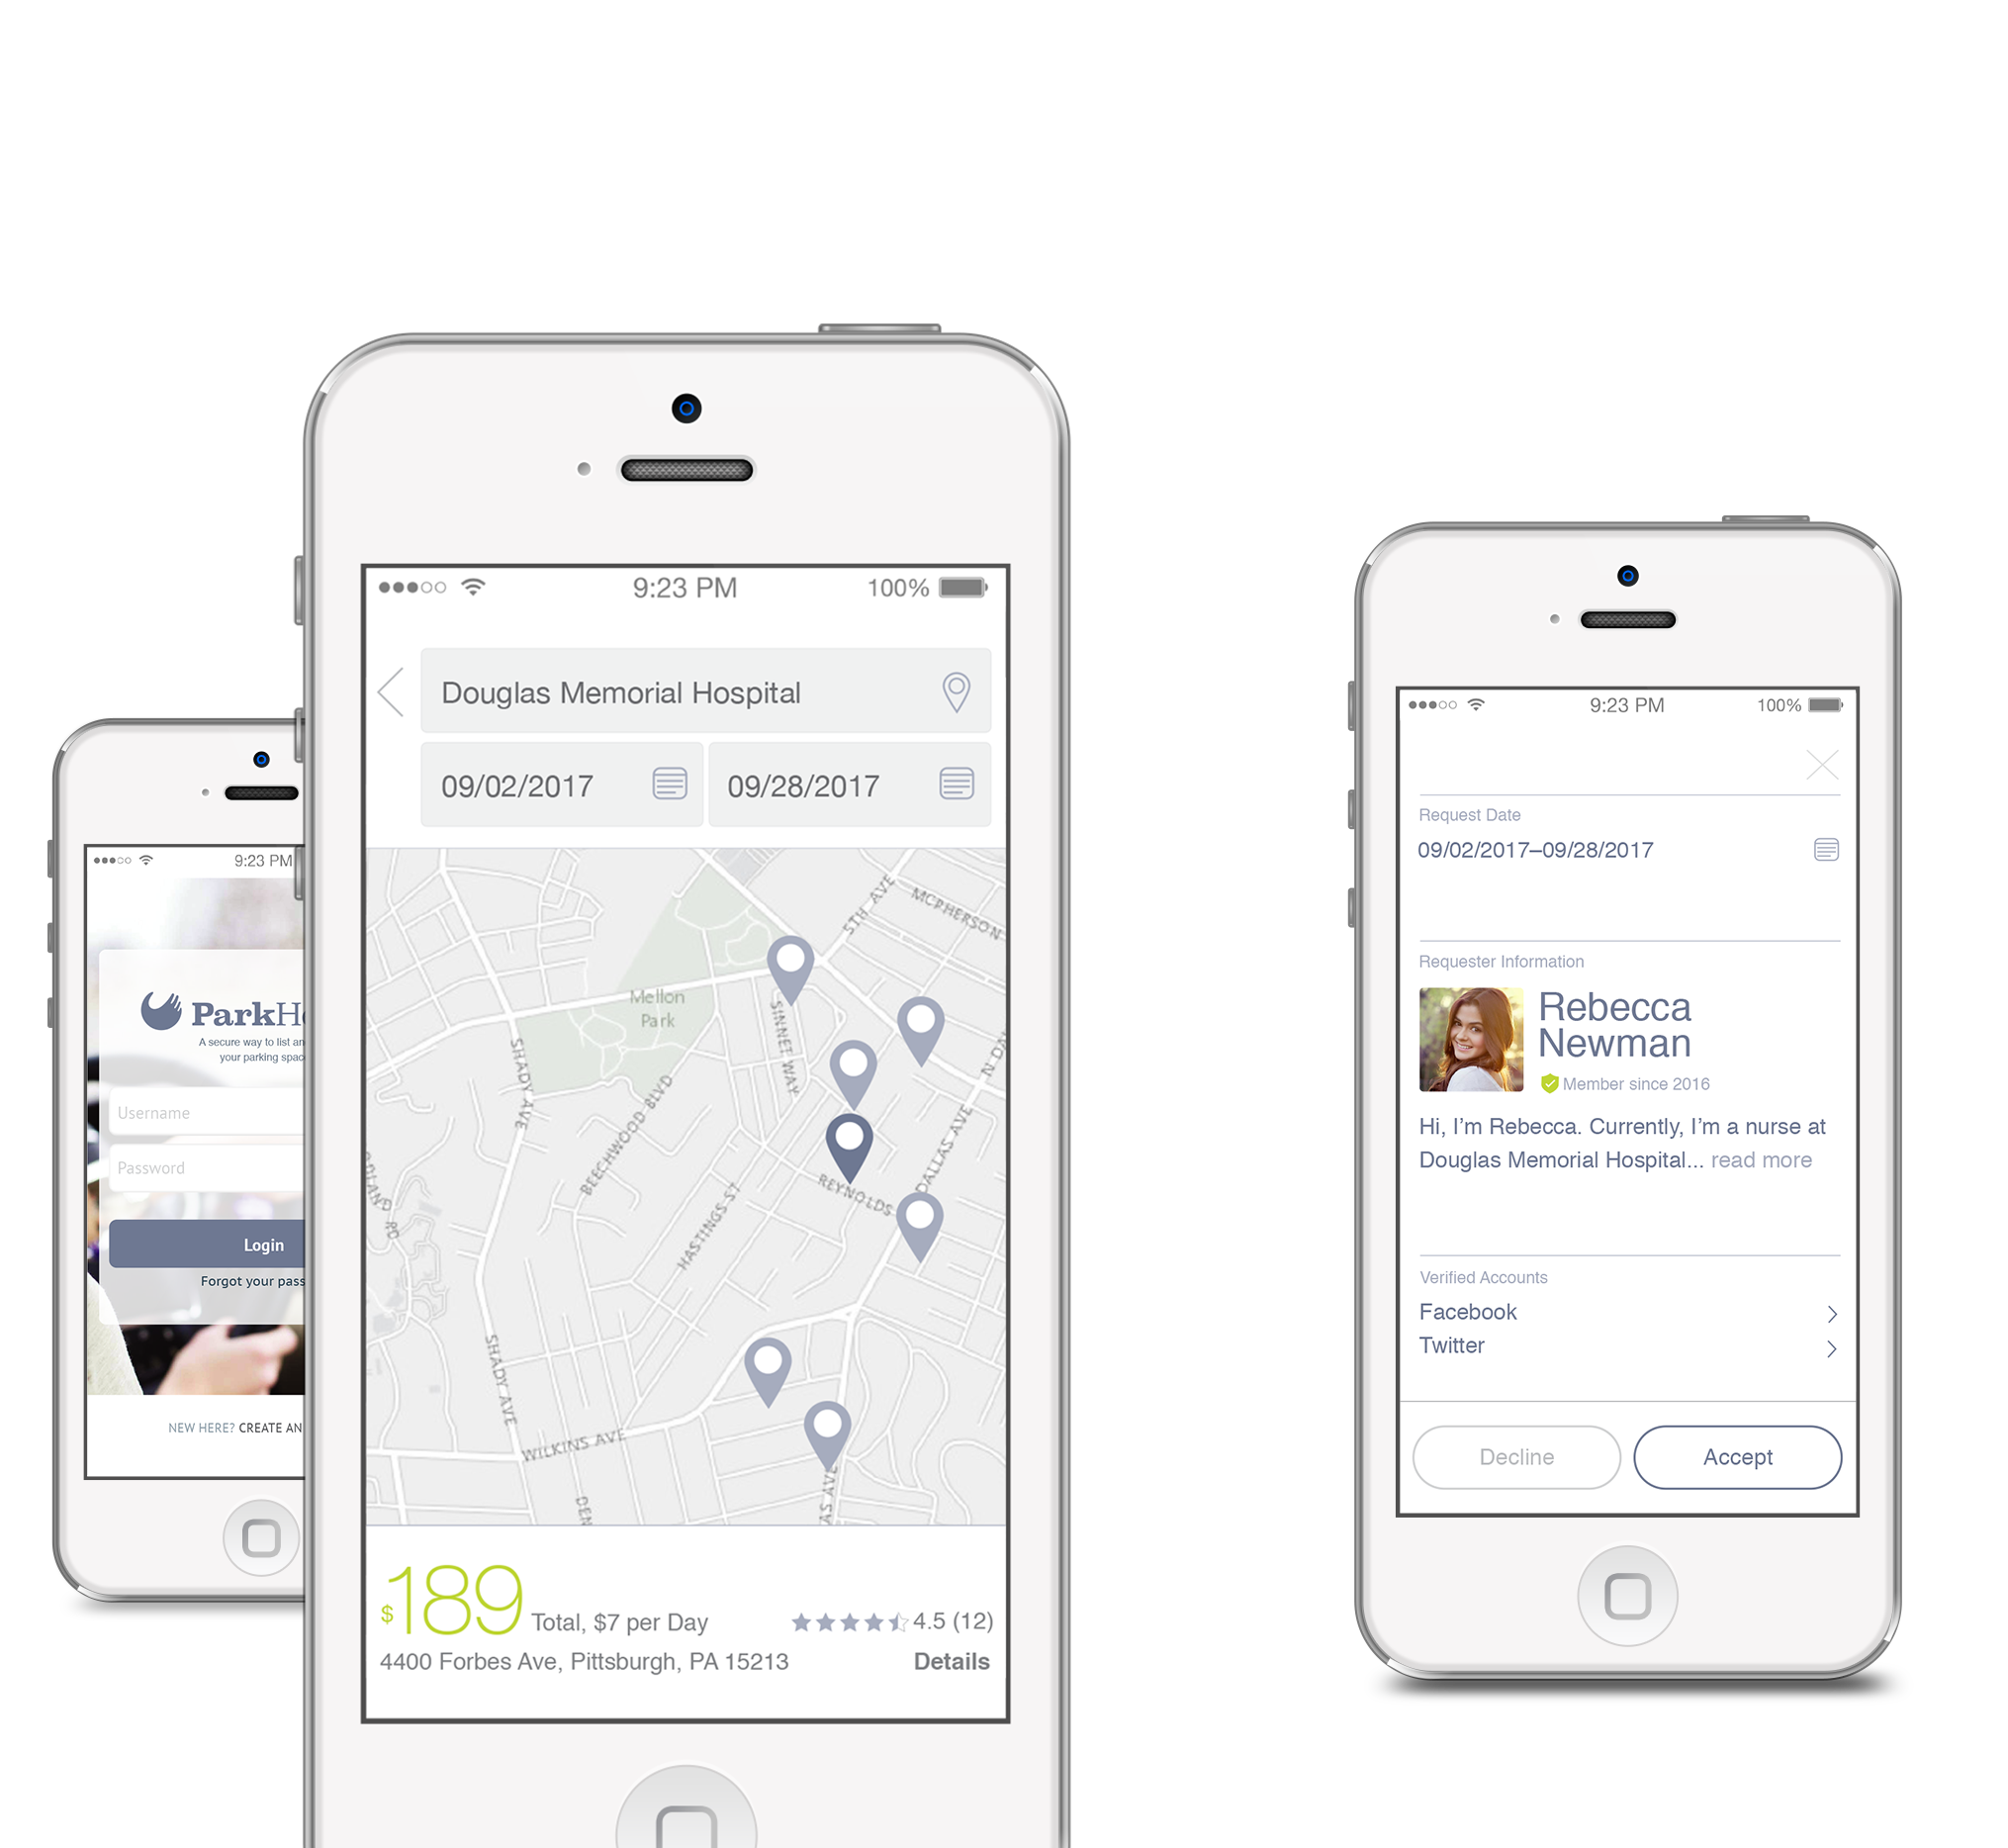 9:23 PM
Park
A secure way to list
your parking
Username
Password
Login
Forgot your
NEW HERE? CREATE AN
9:23 PM
100%
Douglas Memorial Hospital
09/02/2017
09/28/2017
5TH AVE
MCPHERSON
Mellon
Park
SINNET WAY
SHADY AVE
BEECHWOOD BLVD
DALLAS AVE
REYNOLDS
HASTINGS ST
SHADY AVE
WILKINS AVE
$189 Total, $7 per Day
4.5 (12)
4400 Forbes Ave, Pittsburgh, PA 15213
Details
9:23 PM
100%
Request Date
09/02/2017–09/28/2017
Requester Information
Rebecca
Newman
Member since 2016
Hi, I’m Rebecca. Currently, I’m a nurse at
Douglas Memorial Hospital... read more
Verified Accounts
Facebook
Twitter
Decline
Accept